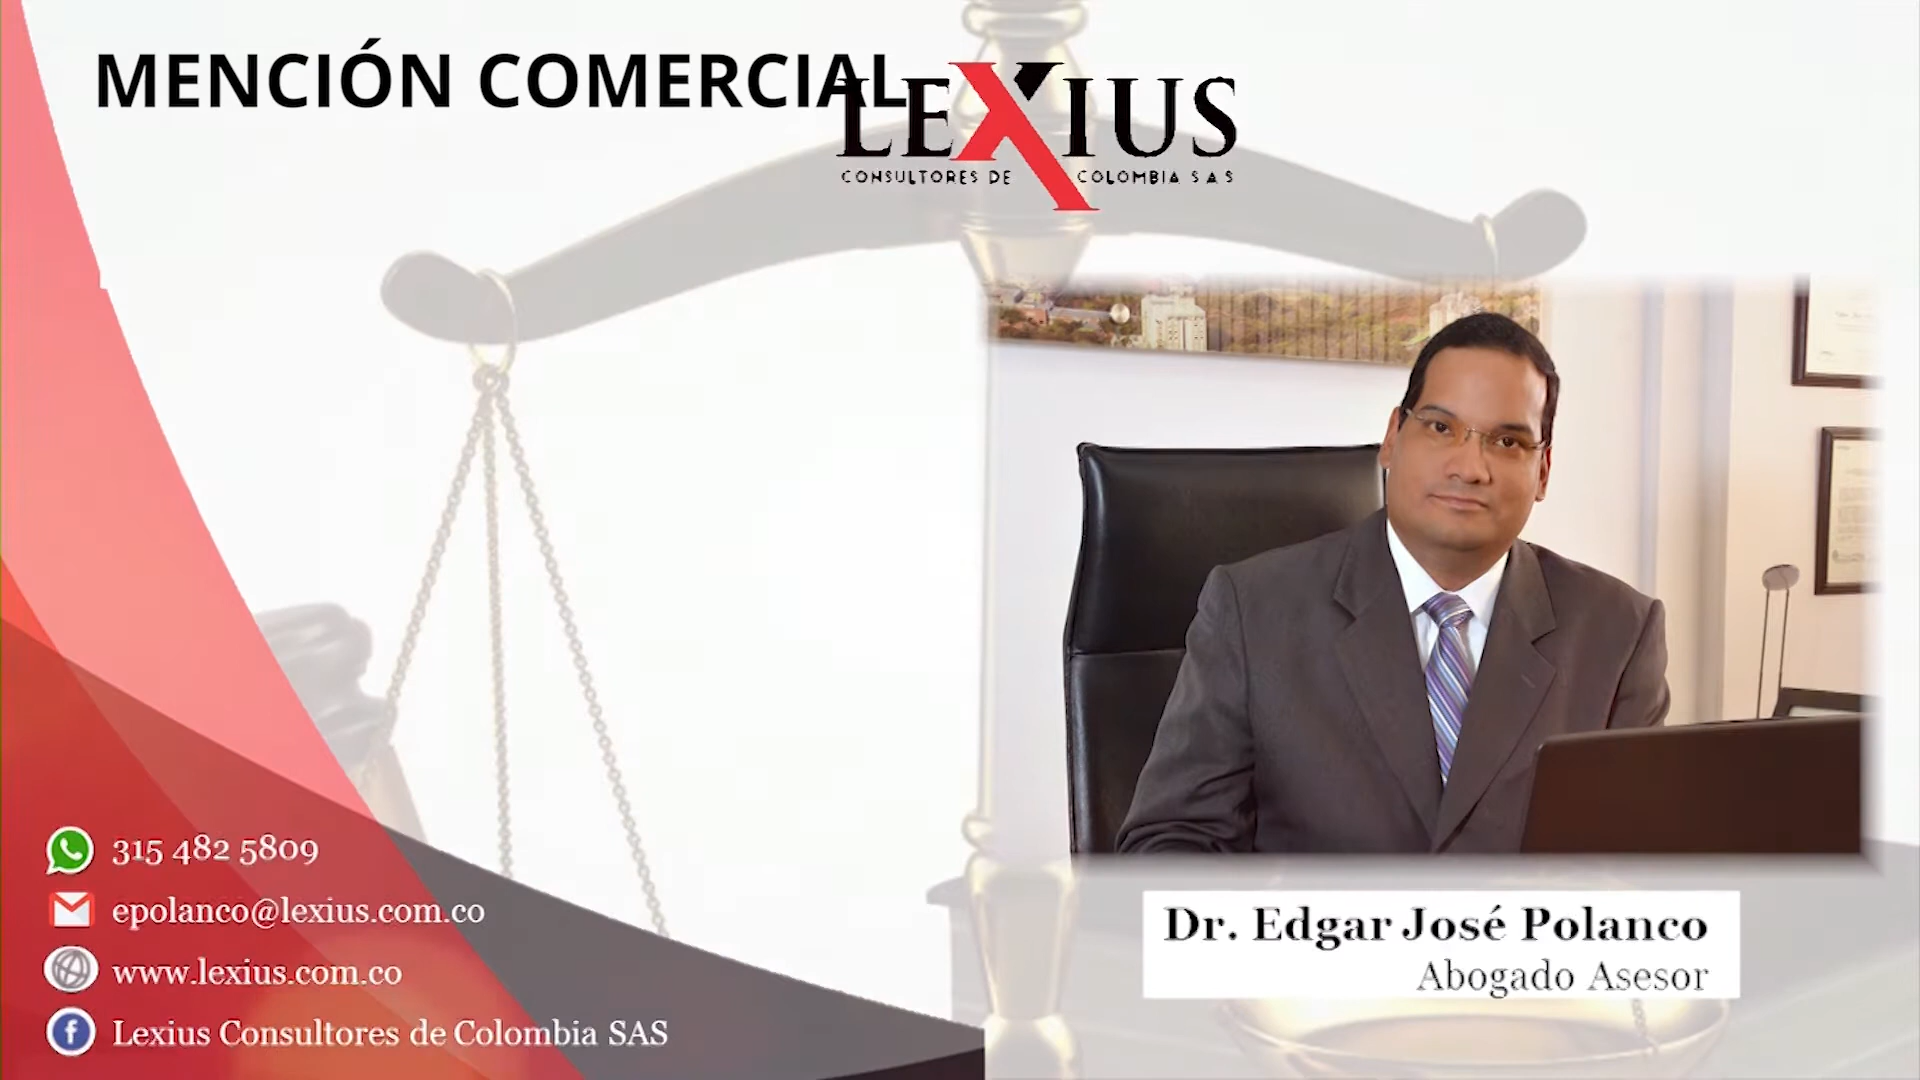 MENCIÓN COMERCIAL
LEXIUS
CONSULTORES DE COLOMBIA SAS
315 482 5809
epolanco@lexius.com.co
www.lexius.com.co
Lexius Consultores de Colombia SAS
Dr. Edgar José Polanco
Abogado Asesor